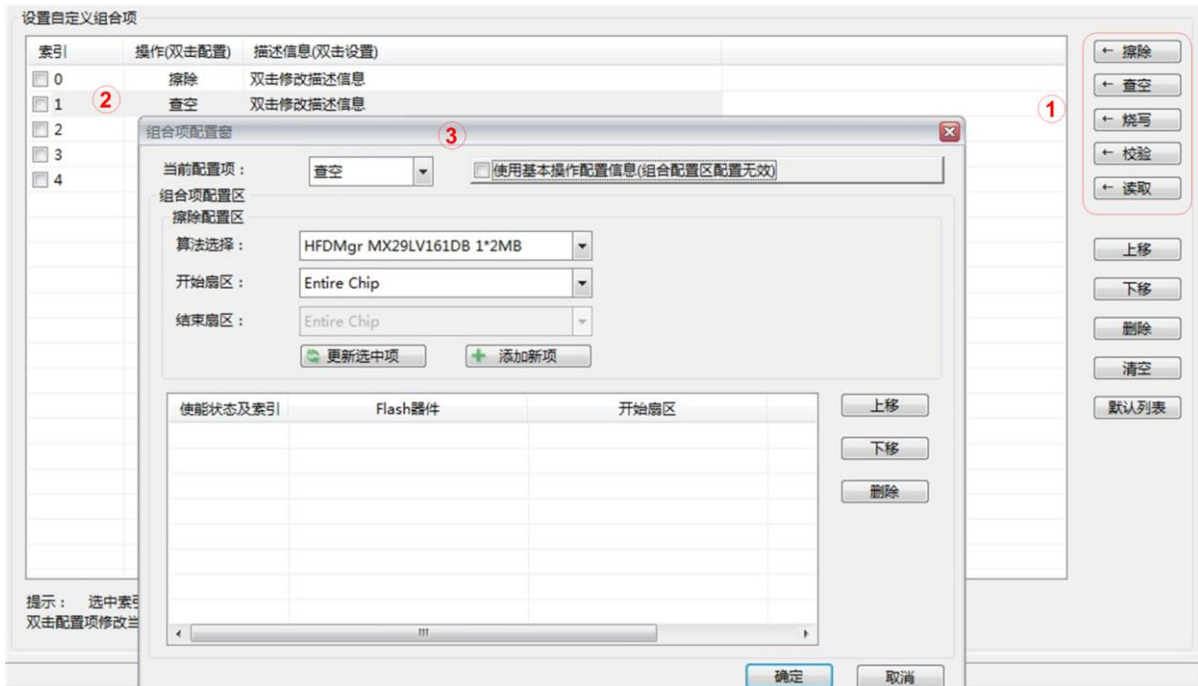 设置自定义组合项
索引 操作(双击配置) 描述信息(双击设置)
0 擦除 双击修改描述信息
1 ② 查空 双击修改描述信息
2
3
4
① ← 擦除
← 查空
← 烧写
← 校验
← 读取
上移
下移
删除
清空
默认列表
组合项配置窗 ③
当前配置项: 查空 使用基本操作配置信息(组合配置区配置无效)
组合项配置区
擦除配置区
算法选择: HFDMgr MX29LV161DB 1*2MB
开始扇区: Entire Chip
结束扇区: Entire Chip
更新选中项 添加新项
使能状态及索引 Flash器件 开始扇区
上移
下移
删除
确定 取消
提示: 选中索
双击配置项修改